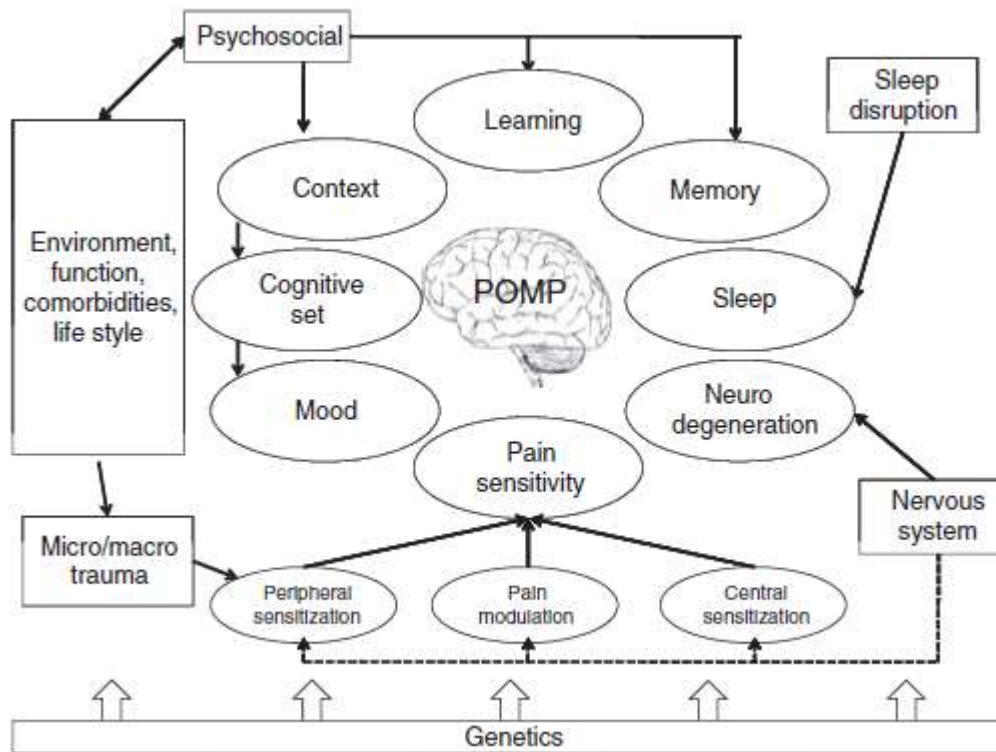 Psychosocial
Sleep
disruption
Learning
Context
Memory
Environment,
function,
comorbidities,
life style
Cognitive
set
POMP
Sleep
Mood
Neuro
degeneration
Pain
sensitivity
Nervous
system
Micro/macro
trauma
Peripheral
sensitization
Pain
modulation
Central
sensitization
Genetics